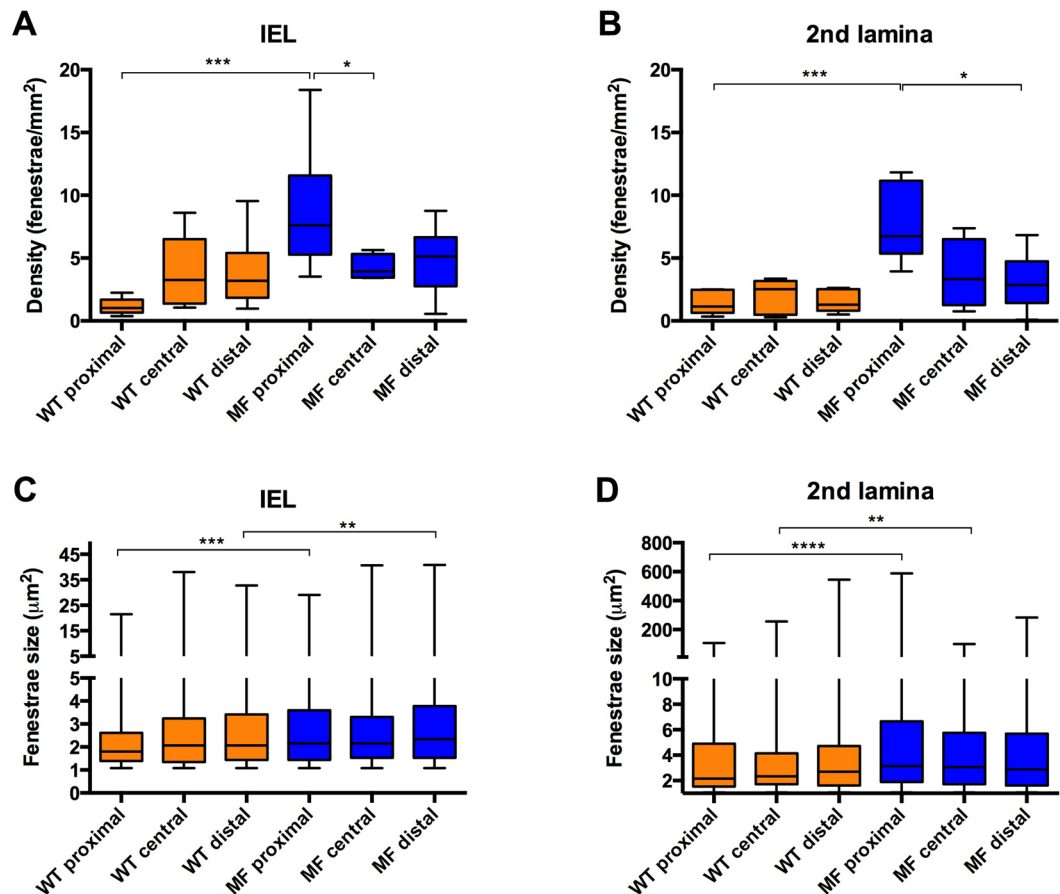 A
IEL
Density (fenestrae/mm²)
20
15
10
5
0
***
*
WT proximal
WT central
WT distal
MF proximal
MF central
MF distal
B
2nd lamina
Density (fenestrae/mm²)
20
15
10
5
0
***
*
WT proximal
WT central
WT distal
MF proximal
MF central
MF distal
C
IEL
Fenestrae size (μm²)
45
35
25
15
5
5
4
3
2
1
0
***
**
WT proximal
WT central
WT distal
MF proximal
MF central
MF distal
D
2nd lamina
Fenestrae size (μm²)
800
600
400
200
10
8
6
4
2
****
**
WT proximal
WT central
WT distal
MF proximal
MF central
MF distal